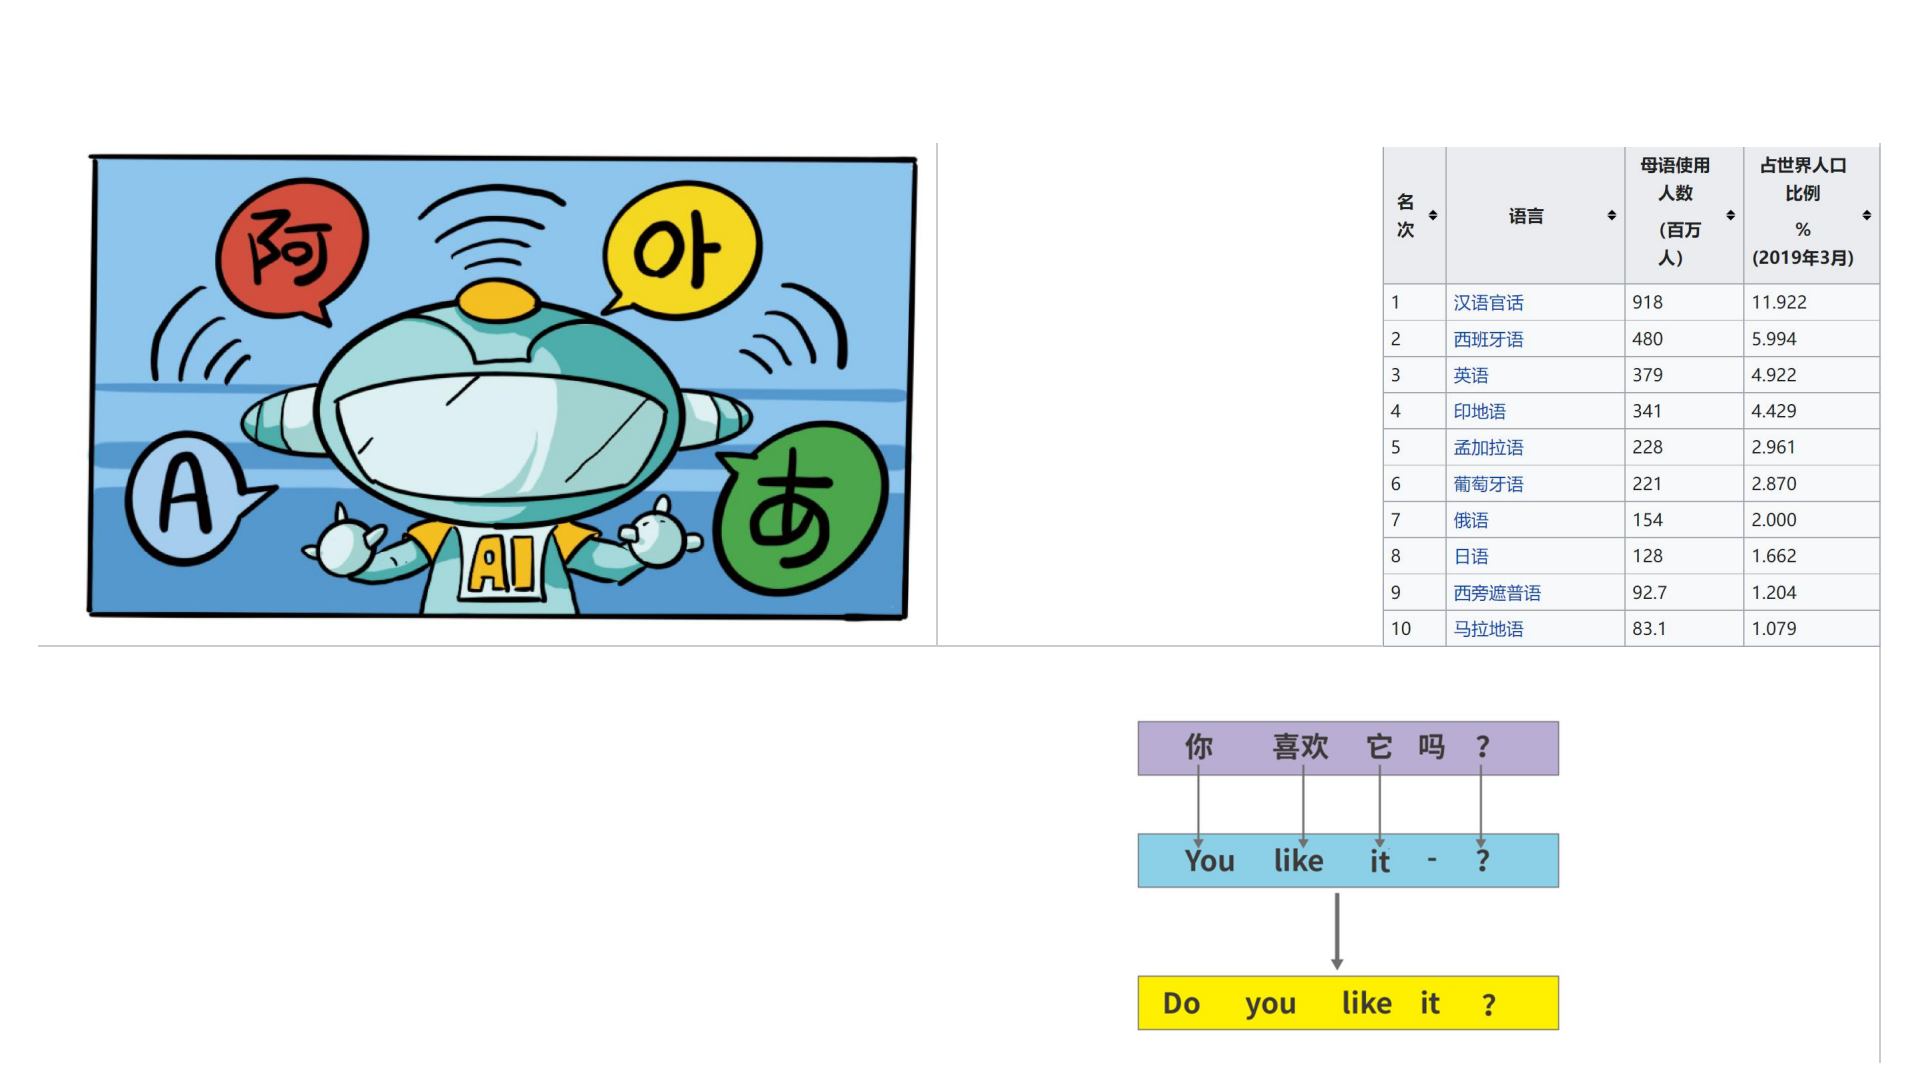 阿
아
A
あ
AI
名次 语言 母语使用人数（百万人） 占世界人口比例 % (2019年3月)
1 汉语官话 918 11.922
2 西班牙语 480 5.994
3 英语 379 4.922
4 印地语 341 4.429
5 孟加拉语 228 2.961
6 葡萄牙语 221 2.870
7 俄语 154 2.000
8 日语 128 1.662
9 西旁遮普语 92.7 1.204
10 马拉地语 83.1 1.079
你 喜欢 它 吗 ?
You like it - ?
Do you like it ?